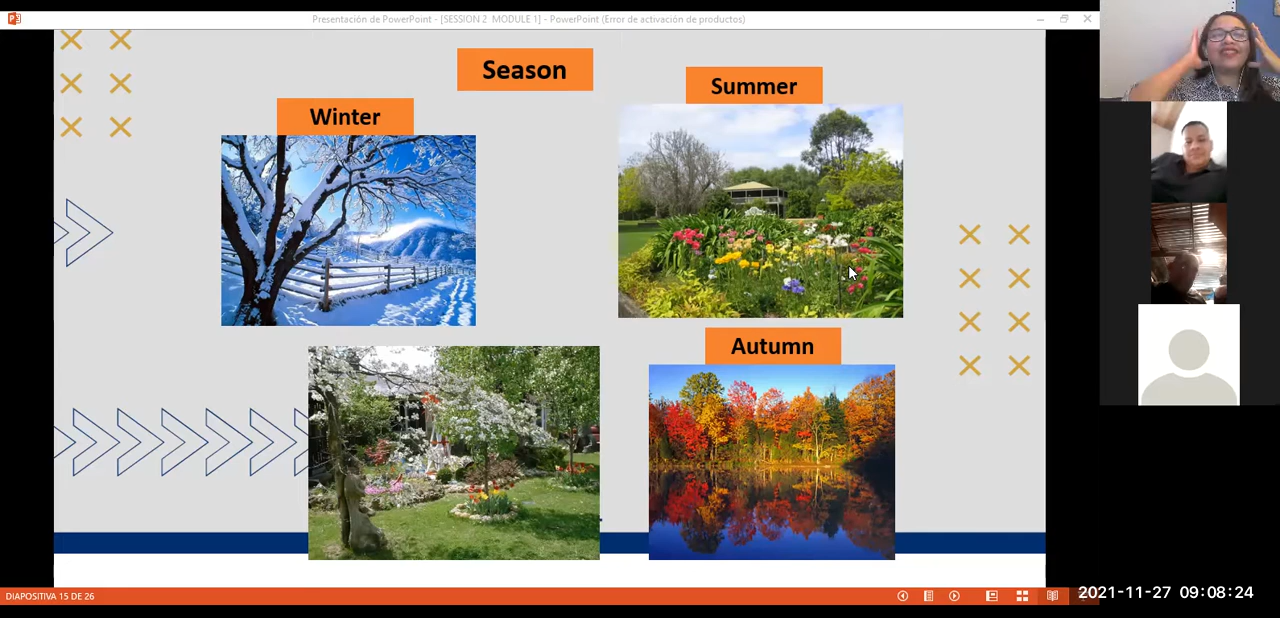 Presentación de PowerPoint - [SESSION 2 MODULE 1] - PowerPoint (Error de activación de productos)
Season
Summer
Winter
Autumn
DIAPOSITIVA 15 DE 26
2021-11-27 09:08:24